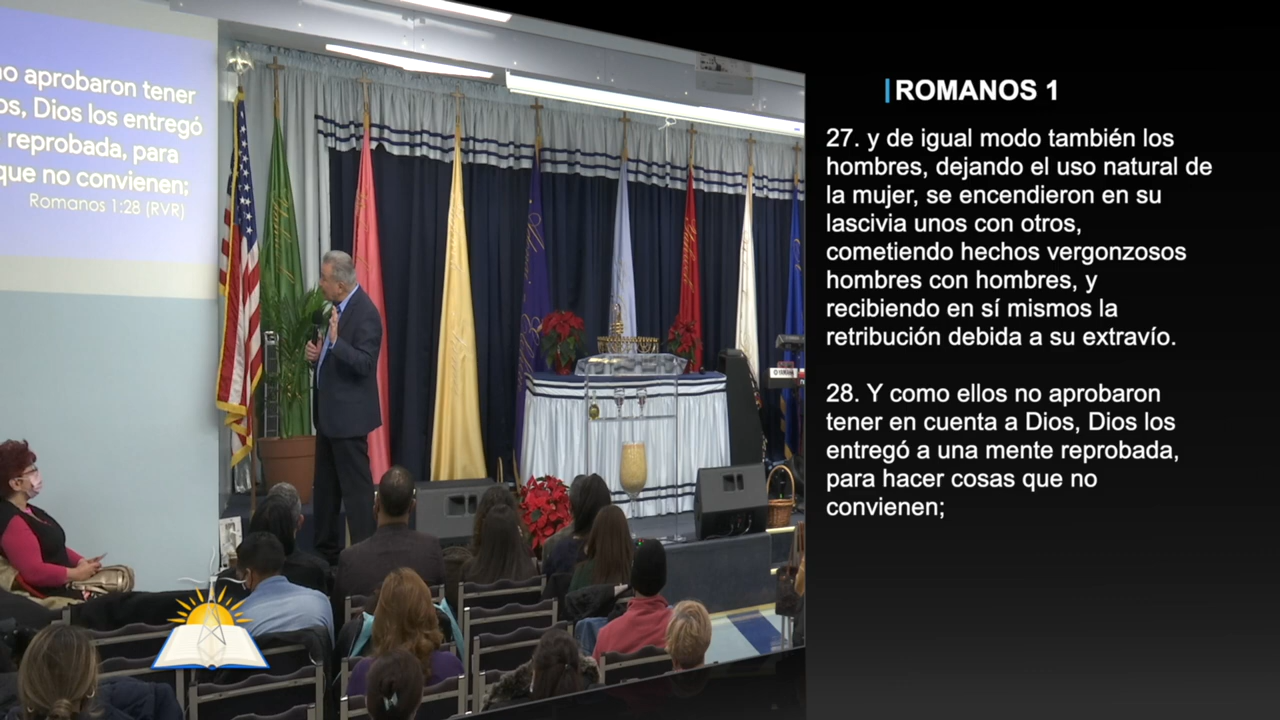 no aprobaron tener
os, Dios los entregó
reprobada, para
que no convienen;
Romanos 1:28 (RVR)
ROMANOS 1
27. y de igual modo también los
hombres, dejando el uso natural de
la mujer, se encendieron en su
lascivia unos con otros,
cometiendo hechos vergonzosos
hombres con hombres, y
recibiendo en sí mismos la
retribución debida a su extravío.
28. Y como ellos no aprobaron
tener en cuenta a Dios, Dios los
entregó a una mente reprobada,
para hacer cosas que no
convienen;